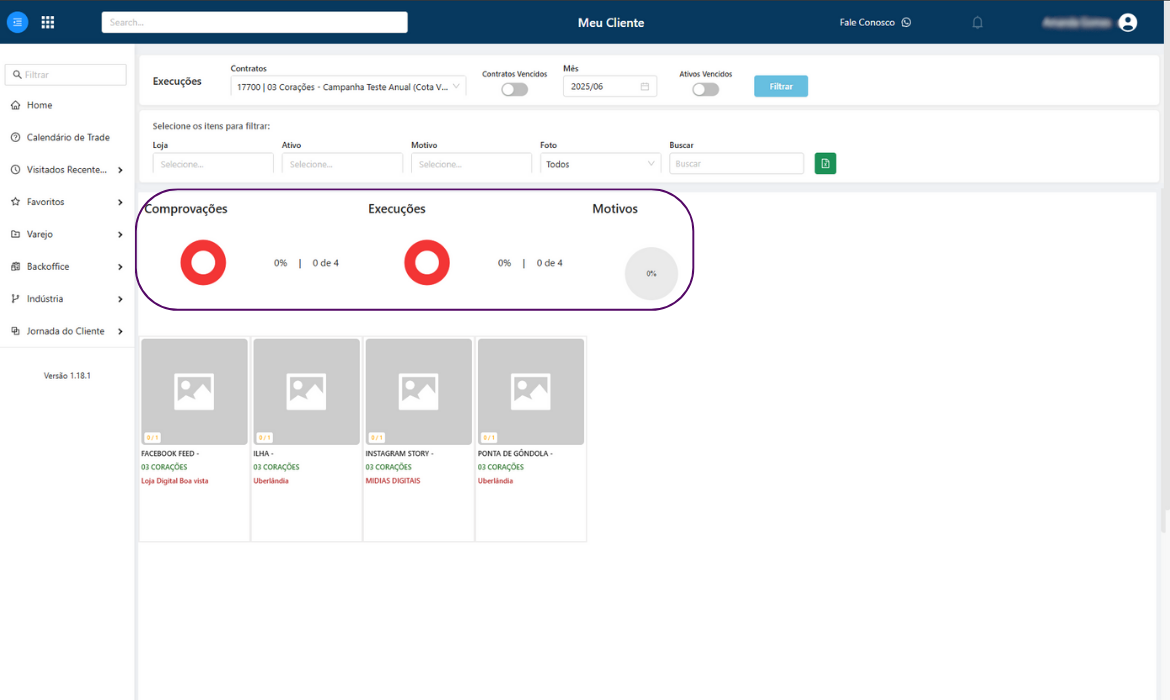 Search...
Meu Cliente
Fale Conosco
Filtrar
Home
Calendário de Trade
Visitados Recente...
Favoritos
Varejo
Backoffice
Indústria
Jornada do Cliente
Versão 1.18.1
Execuções
Contratos
17700 | 03 Corações - Campanha Teste Anual (Cota V...
Contratos Vencidos
Mês
2025/06
Ativos Vencidos
Filtrar
Selecione os itens para filtrar:
Loja
Ativo
Motivo
Foto
Buscar
Selecione...
Selecione...
Selecione...
Todos
Buscar
Comprovações
Execuções
Motivos
0% | 0 de 4
0% | 0 de 4
0%
0 / 1
0 / 1
0 / 1
0 / 1
FACEBOOK FEED -
03 CORAÇÕES
Loja Digital Boa vista
ILHA -
03 CORAÇÕES
Uberlândia
INSTAGRAM STORY -
03 CORAÇÕES
MIDIAS DIGITAIS
PONTA DE GÔNDOLA -
03 CORAÇÕES
Uberlândia